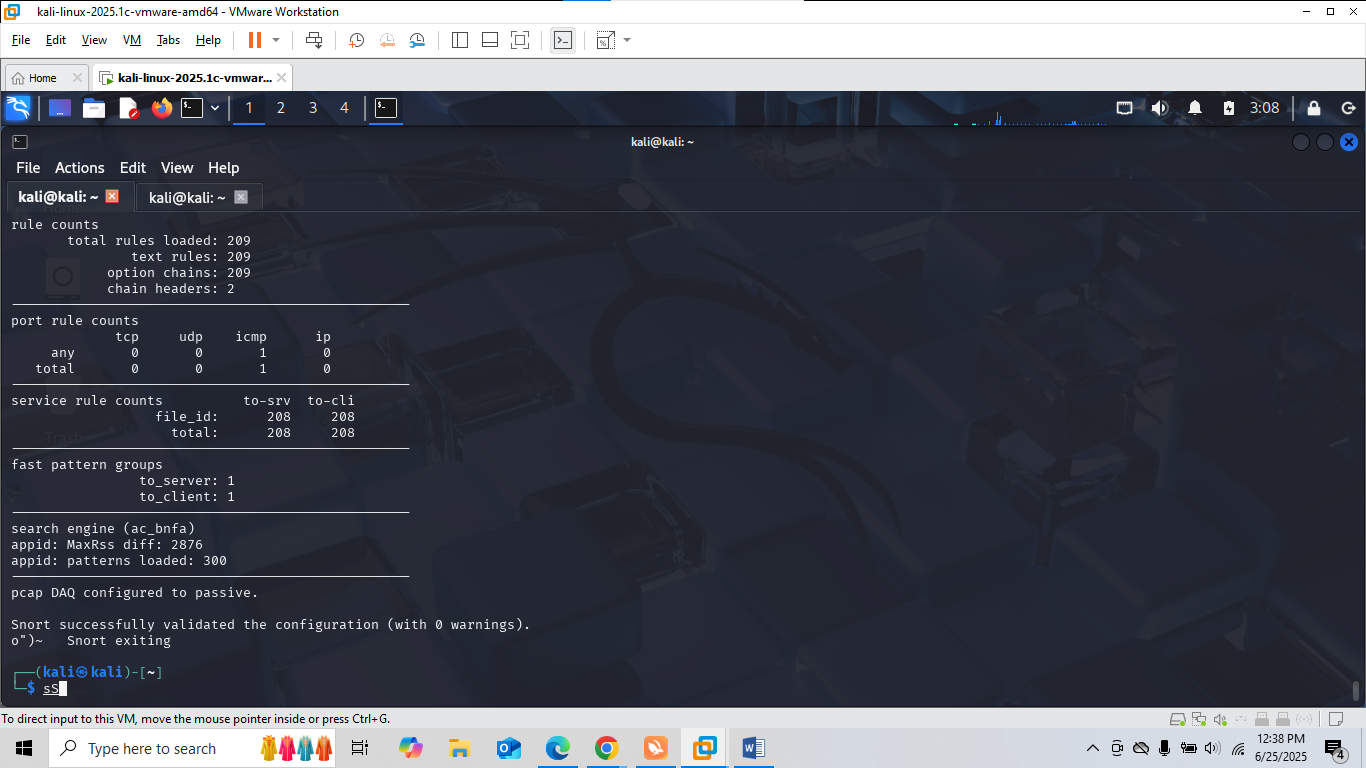 kali-linux-2025.1c-vmware-amd64 - VMware Workstation
File Edit View VM Tabs Help
Home kali-linux-2025.1c-vmwar...
1 2 3 4 3:08
kali@kali: ~
File Actions Edit View Help
kali@kali: ~ kali@kali: ~
rule counts
total rules loaded: 209
text rules: 209
option chains: 209
chain headers: 2
port rule counts
tcp udp icmp ip
any 0 0 1 0
total 0 0 1 0
service rule counts to-srv to-cli
file_id: 208 208
total: 208 208
Trash
fast pattern groups
to_server: 1
to_client: 1
search engine (ac_bnfa)
appid: MaxRss diff: 2876
appid: patterns loaded: 300
pcap DAQ configured to passive.
Snort successfully validated the configuration (with 0 warnings).
o")~ Snort exiting
(kali㉿kali)-[~]
$ sS
To direct input to this VM, move the mouse pointer inside or press Ctrl+G.
Type here to search
12:38 PM
6/25/2025
4